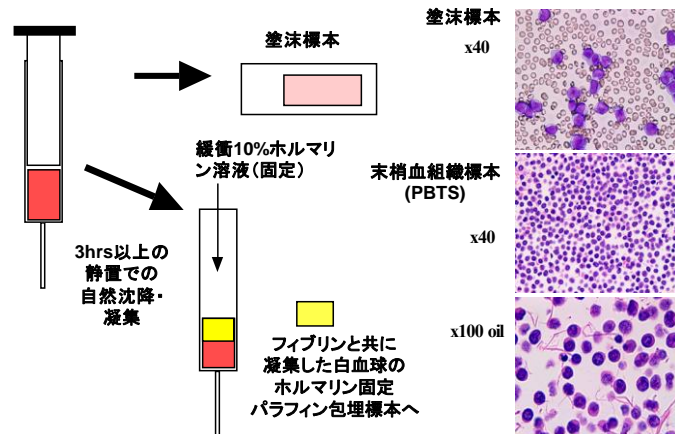 塗沫標本
塗沫標本
x40
緩衝10%ホルマリ
ン溶液(固定)
末梢血組織標本
(PBTS)
x40
3hrs以上の
静置での
自然沈降・
凝集
x100 oil
フィブリンと共に
凝集した白血球の
ホルマリン固定
パラフィン包埋標本へ